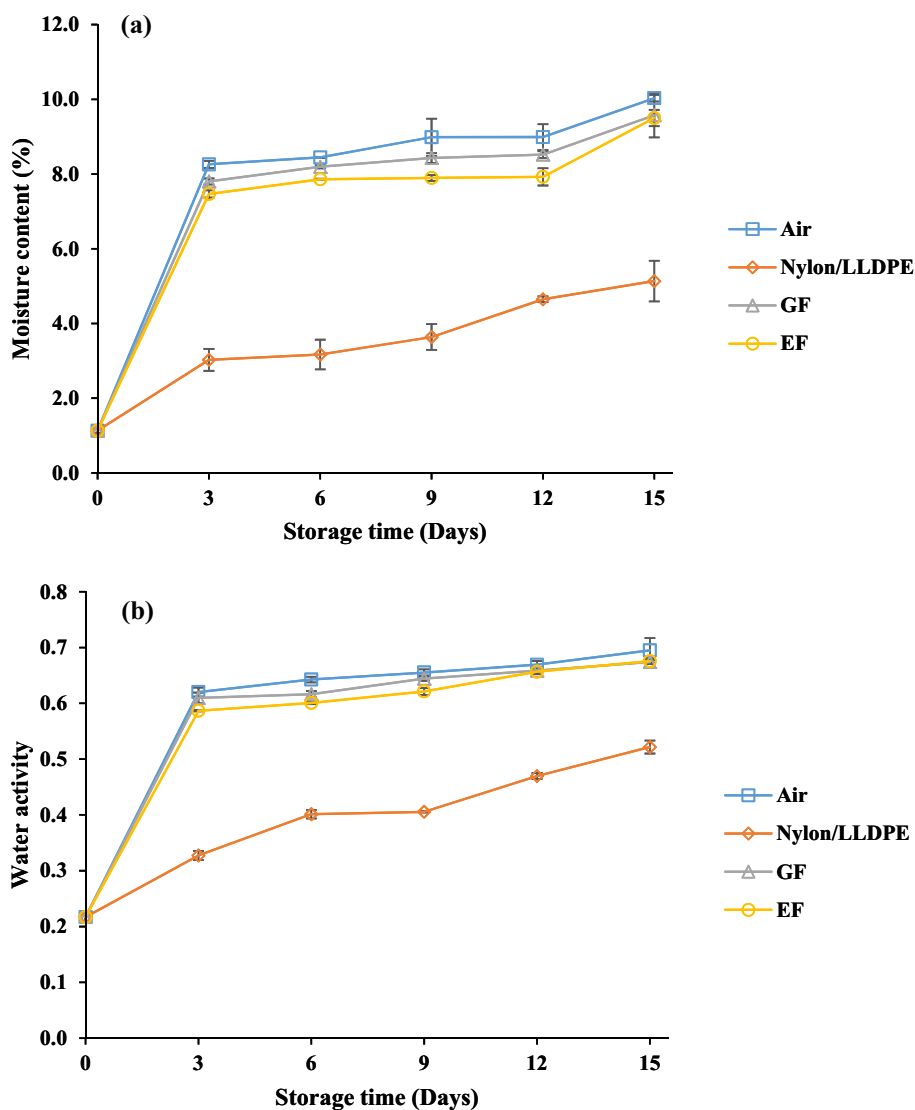 (a)
12.0
10.0
8.0
6.0
4.0
2.0
0.0
Moisture content (%)
0 3 6 9 12 15
Storage time (Days)
Air
Nylon/LLDPE
GF
EF
(b)
0.8
0.7
0.6
0.5
0.4
0.3
0.2
0.1
0.0
Water activity
0 3 6 9 12 15
Storage time (Days)
Air
Nylon/LLDPE
GF
EF